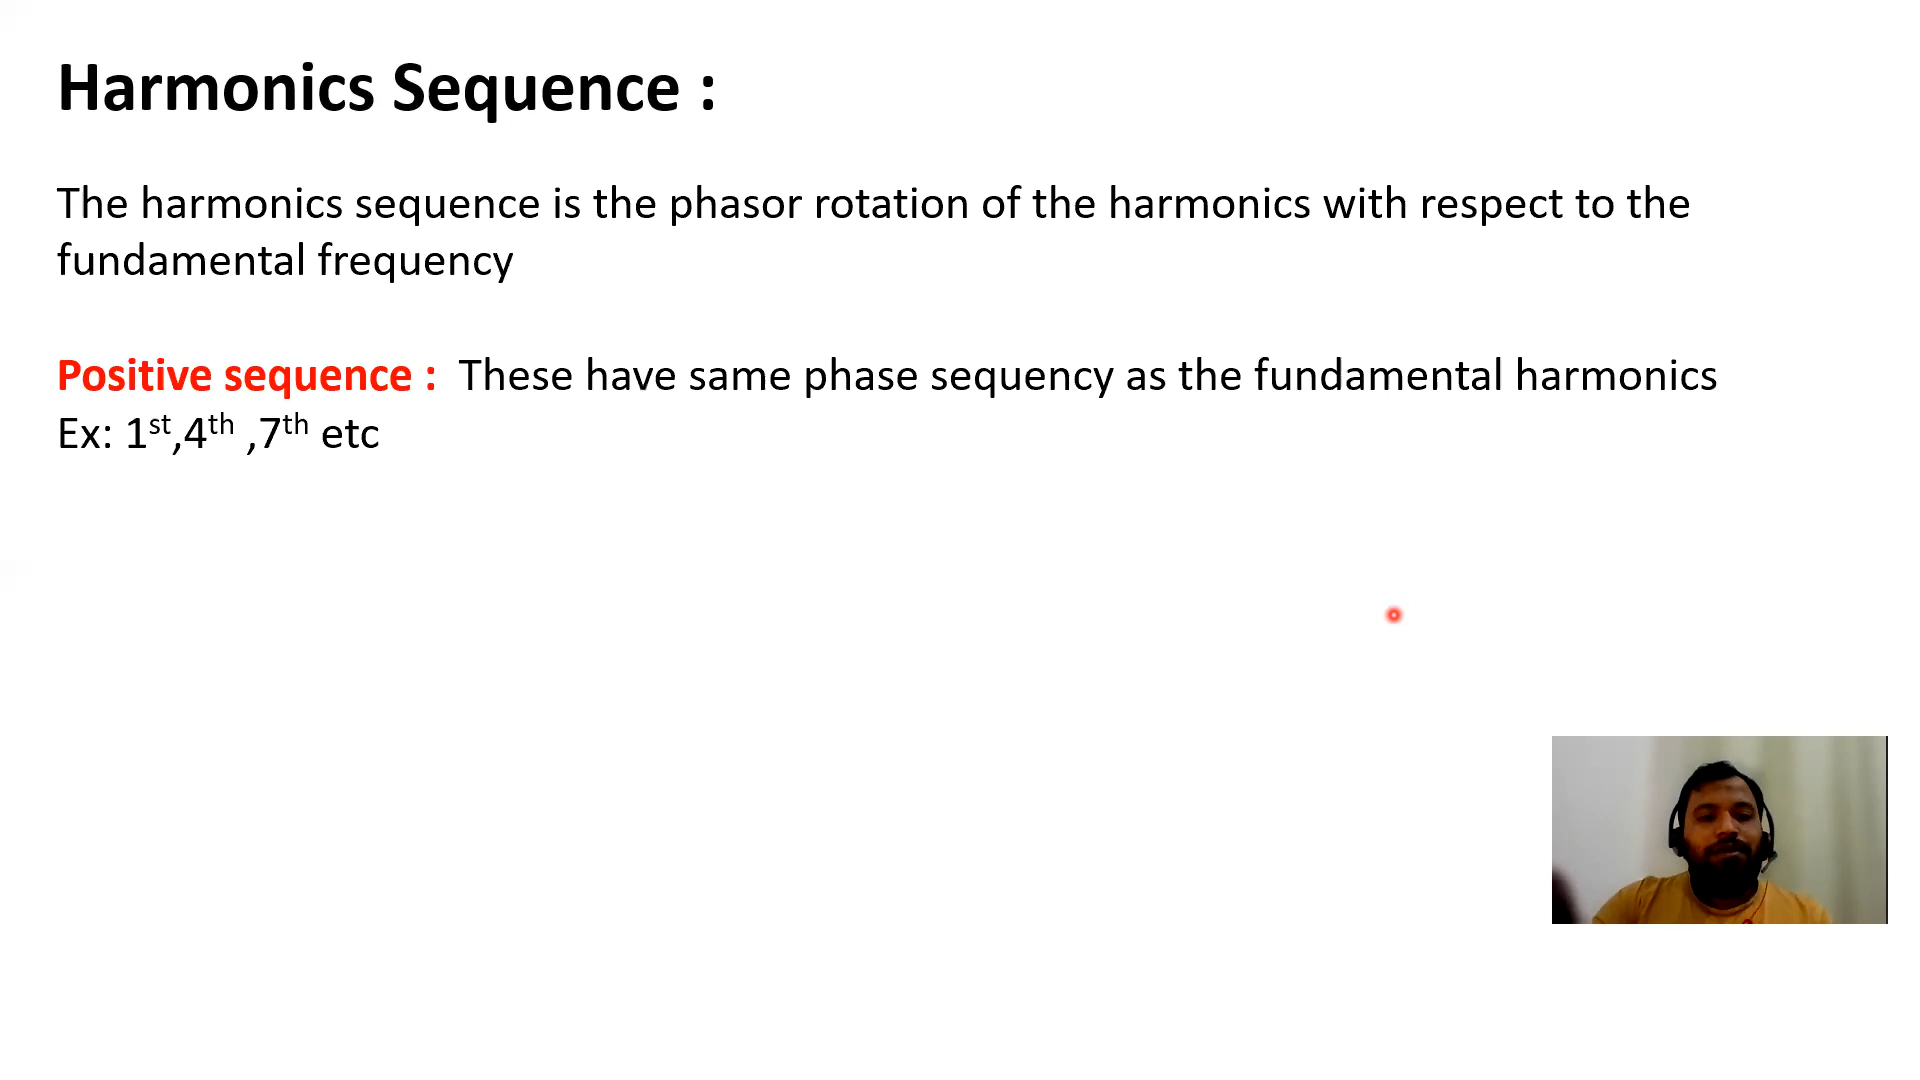 Harmonics Sequence :
The harmonics sequence is the phasor rotation of the harmonics with respect to the
fundamental frequency
Positive sequence : These have same phase sequency as the fundamental harmonics
Ex: 1st,4th ,7th etc